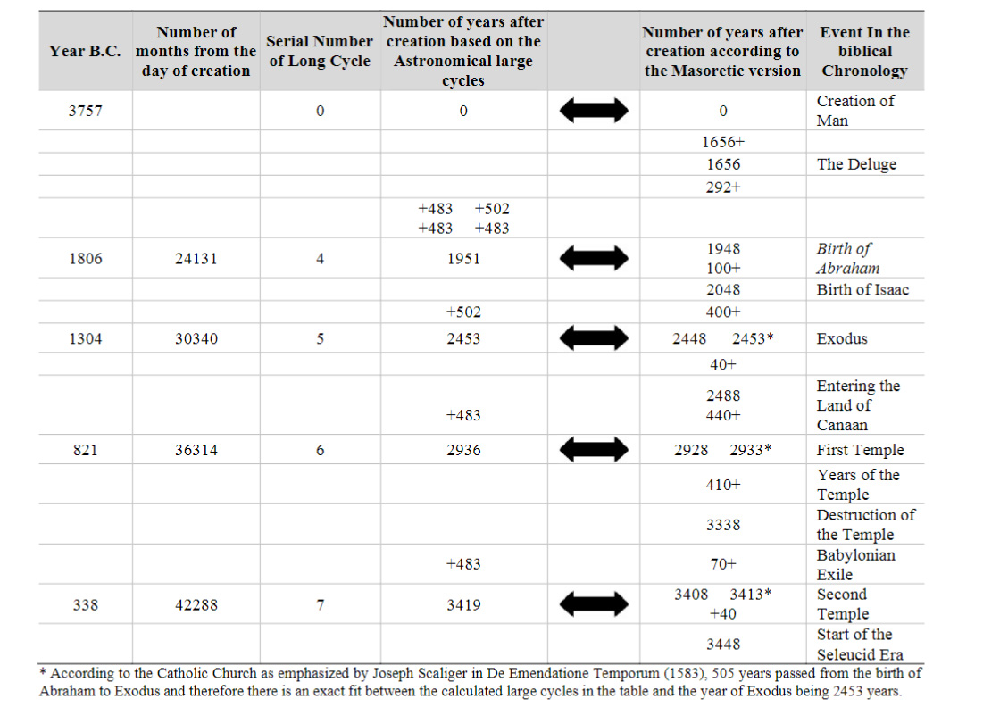 Year B.C.
Number of
months from the
day of creation
Serial Number
of Long Cycle
Number of years after
creation based on the
Astronomical large
cycles
Number of years after
creation according to
the Masoretic version
Event In the
biblical
Chronology
3757 0 0 0 Creation of
Man
1656+
1656 The Deluge
292+
+483 +502
+483 +483
1806 24131 4 1951 1948
100+
Birth of
Abraham
2048 Birth of Isaac
+502 400+
1304 30340 5 2453 2448 2453* Exodus
40+
+483 2488
440+
Entering the
Land of
Canaan
821 36314 6 2936 2928 2933* First Temple
410+ Years of the
Temple
3338 Destruction of
the Temple
+483 70+ Babylonian
Exile
338 42288 7 3419 3408 3413*
+40
Second
Temple
3448 Start of the
Seleucid Era
* According to the Catholic Church as emphasized by Joseph Scaliger in De Emendatione Temporum (1583), 505 years passed from the birth of
Abraham to Exodus and therefore there is an exact fit between the calculated large cycles in the table and the year of Exodus being 2453 years.